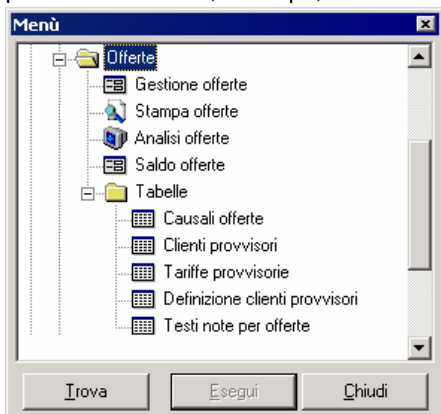 Menù
Offerte
Gestione offerte
Stampa offerte
Analisi offerte
Saldo offerte
Tabelle
Causali offerte
Clienti provvisori
Tariffe provvisorie
Definizione clienti provvisori
Testi note per offerte
Trova Esegui Chiudi